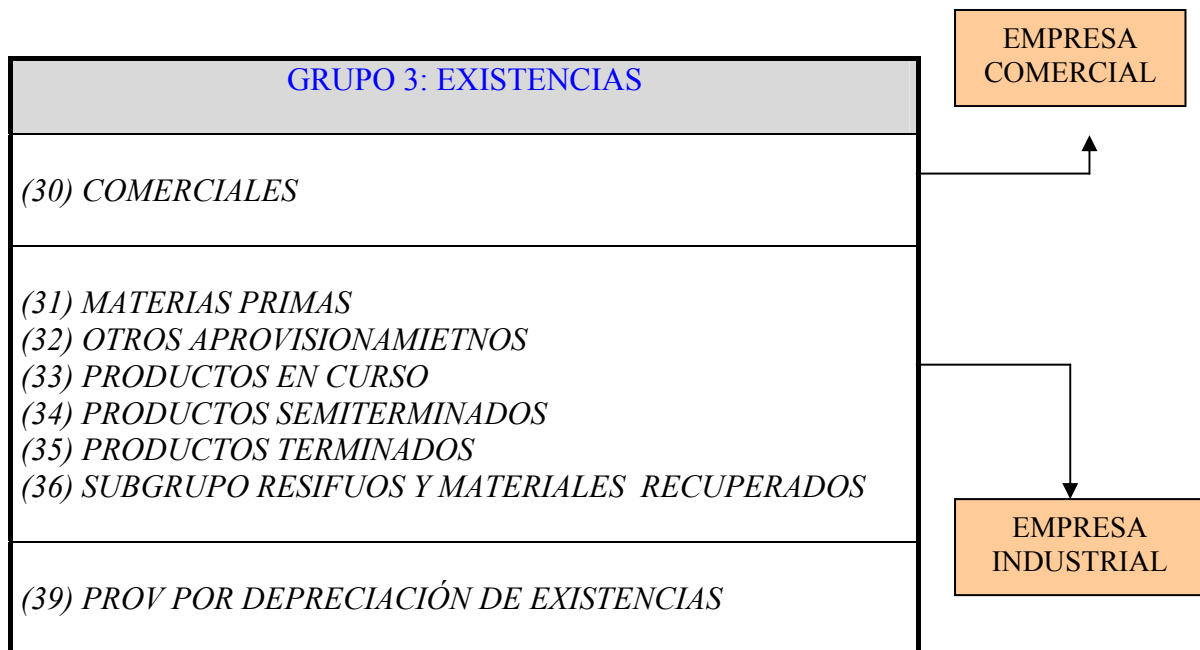 GRUPO 3: EXISTENCIAS
(30) COMERCIALES
(31) MATERIAS PRIMAS
(32) OTROS APROVISIONAMIETNOS
(33) PRODUCTOS EN CURSO
(34) PRODUCTOS SEMITERMINADOS
(35) PRODUCTOS TERMINADOS
(36) SUBGRUPO RESIFUOS Y MATERIALES RECUPERADOS
(39) PROV POR DEPRECIACIÓN DE EXISTENCIAS
EMPRESA
COMERCIAL
EMPRESA
INDUSTRIAL